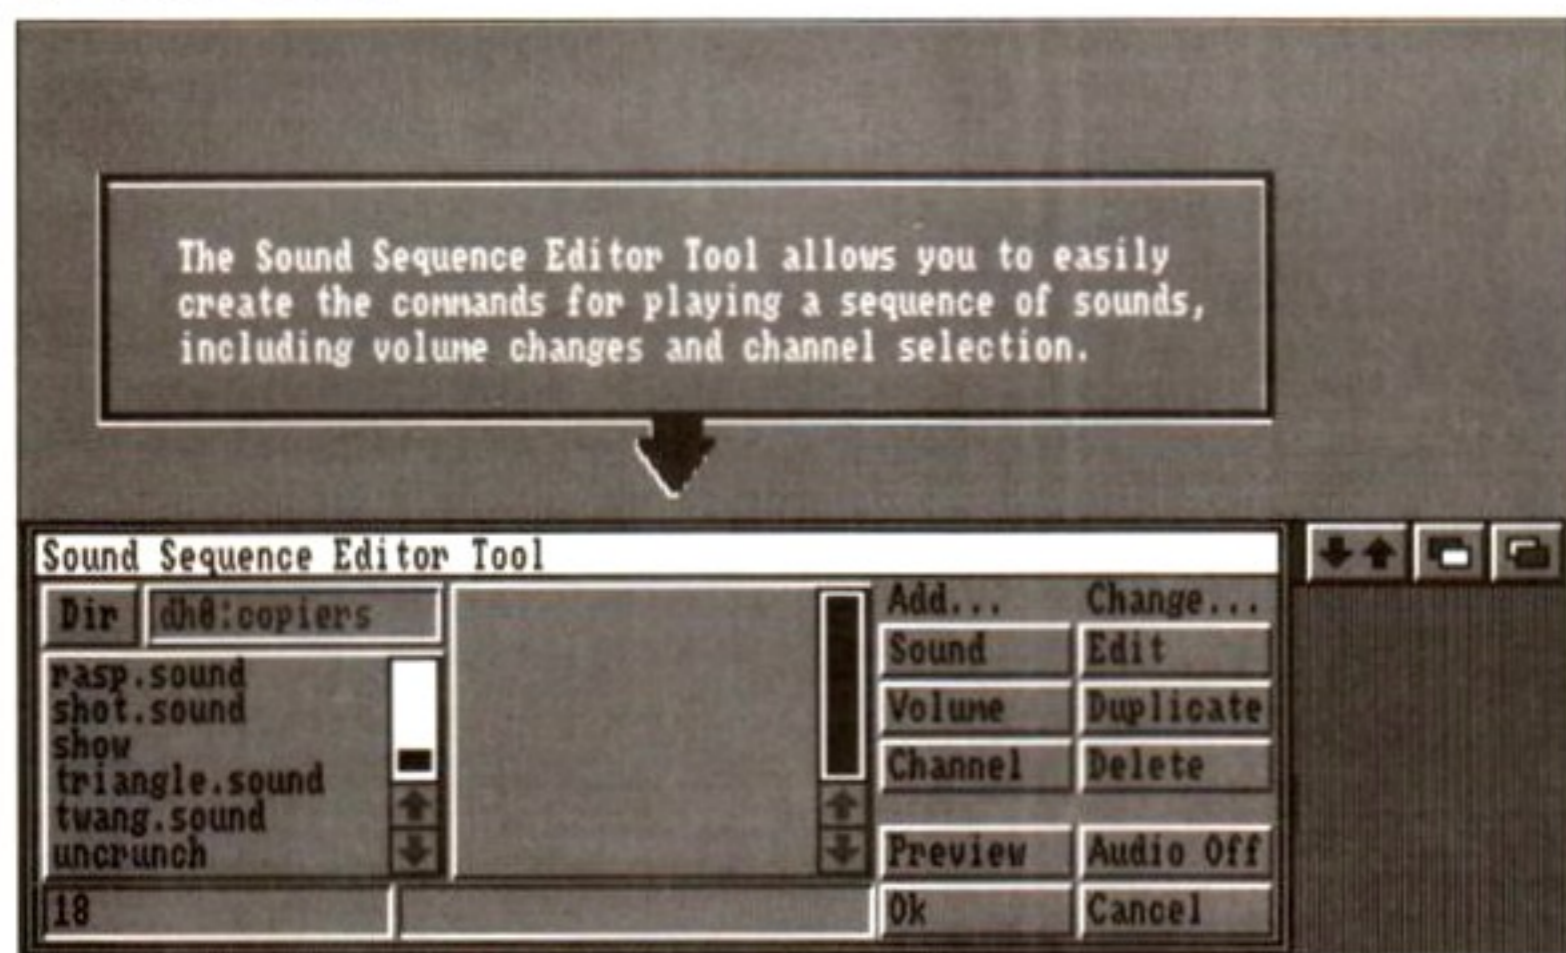 The Sound Sequence Editor Tool allows you to easily
create the commands for playing a sequence of sounds,
including volume changes and channel selection.
Sound Sequence Editor Tool
Dir dh0:copiers
rasp.sound
shot.sound
show
triangle.sound
twang.sound
uncrunch
18
Add... Change...
Sound Edit
Volume Duplicate
Channel Delete
Preview Audio Off
Ok Cancel